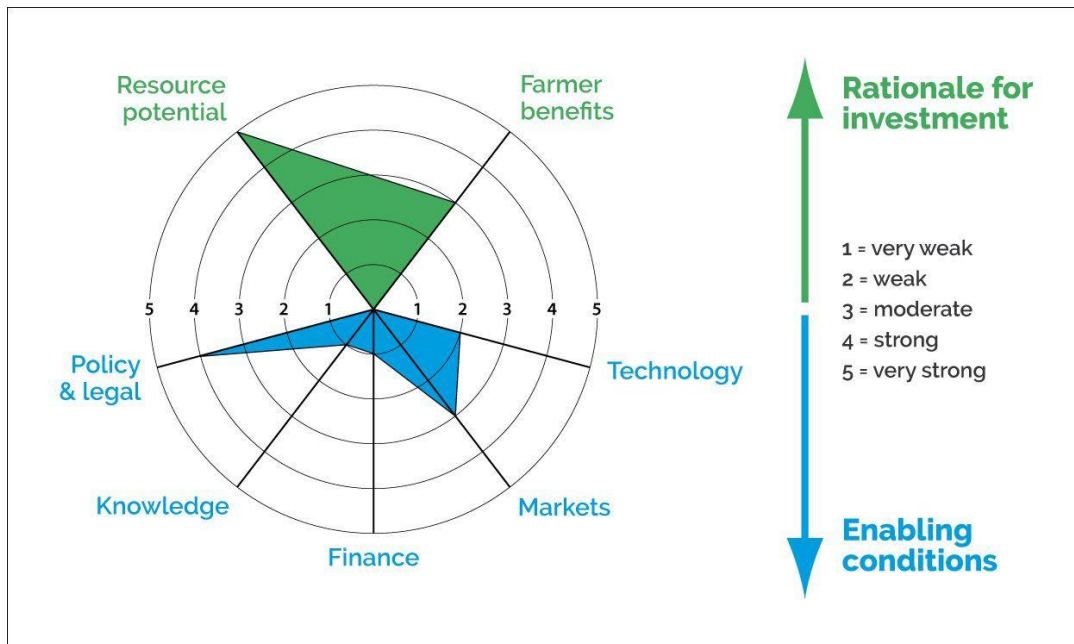 Resource
potential
Farmer
benefits
Rationale for
investment
1 = very weak
2 = weak
3 = moderate
4 = strong
5 = very strong
5 4 3 2 1 1 2 3 4 5
Policy
& legal
Technology
Knowledge
Markets
Finance
Enabling
conditions